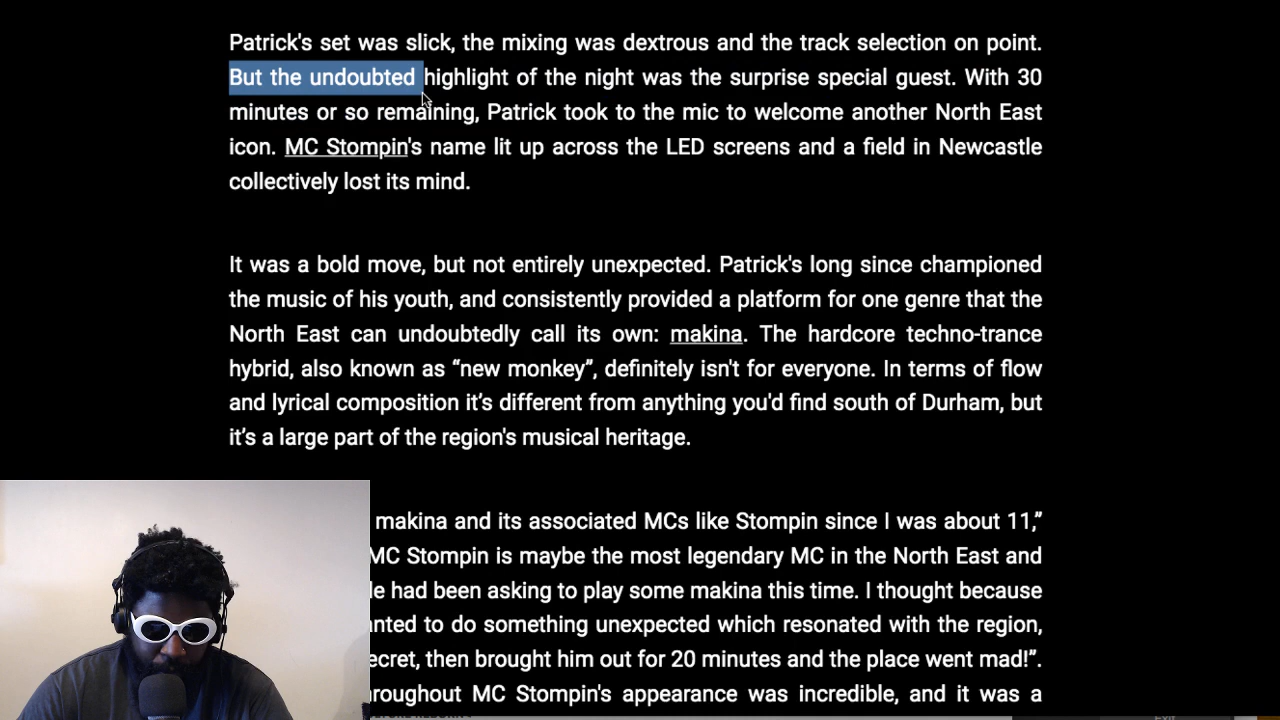 Patrick's set was slick, the mixing was dextrous and the track selection on point.
But the undoubted highlight of the night was the surprise special guest. With 30
minutes or so remaining, Patrick took to the mic to welcome another North East
icon. MC Stompin's name lit up across the LED screens and a field in Newcastle
collectively lost its mind.
It was a bold move, but not entirely unexpected. Patrick's long since championed
the music of his youth, and consistently provided a platform for one genre that the
North East can undoubtedly call its own: makina. The hardcore techno-trance
hybrid, also known as “new monkey”, definitely isn't for everyone. In terms of flow
and lyrical composition it’s different from anything you'd find south of Durham, but
it’s a large part of the region's musical heritage.
makina and its associated MCs like Stompin since I was about 11,”
MC Stompin is maybe the most legendary MC in the North East and
had been asking to play some makina this time. I thought because
to do something unexpected which resonated with the region,
then brought him out for 20 minutes and the place went mad!”.
MC Stompin's appearance was incredible, and it was a